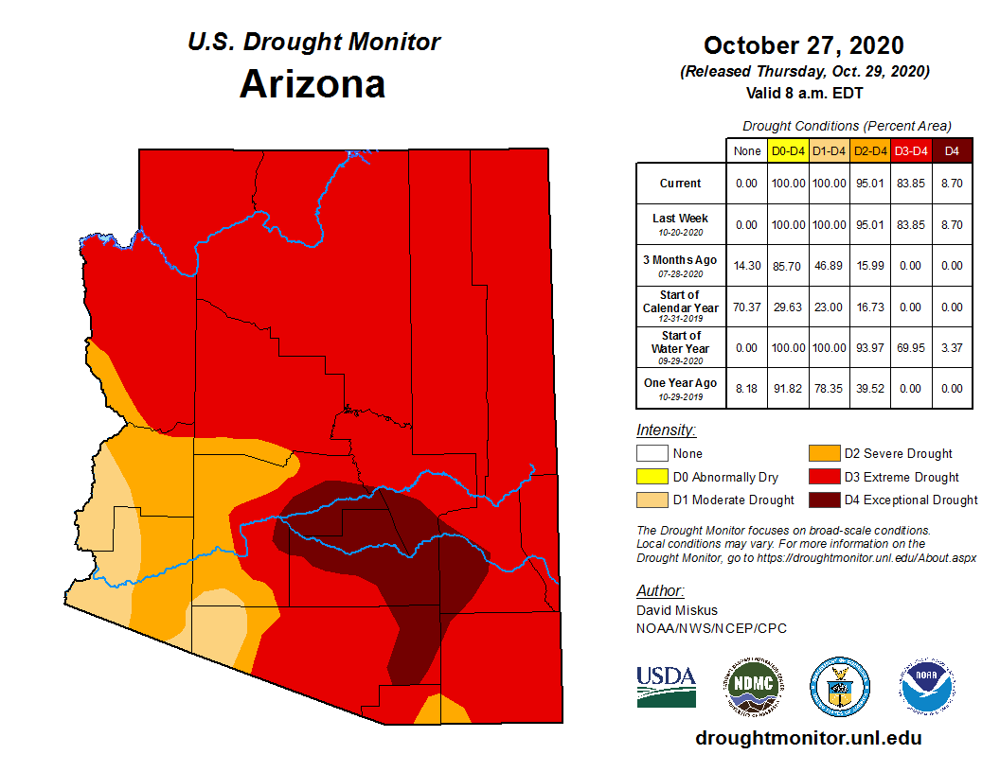 U.S. Drought Monitor
Arizona
October 27, 2020
(Released Thursday, Oct. 29, 2020)
Valid 8 a.m. EDT
Drought Conditions (Percent Area)
None D0-D4 D1-D4 D2-D4 D3-D4 D4
Current 0.00 100.00 100.00 95.01 83.85 8.70
Last Week
10-20-2020
0.00 100.00 100.00 95.01 83.85 8.70
3 Months Ago
07-28-2020
14.30 85.70 46.89 15.99 0.00 0.00
Start of
Calendar Year
12-31-2019
70.37 29.63 23.00 16.73 0.00 0.00
Start of
Water Year
09-29-2020
0.00 100.00 100.00 93.97 69.95 3.37
One Year Ago
10-29-2019
8.18 91.82 78.35 39.52 0.00 0.00
Intensity:
None
D0 Abnormally Dry
D1 Moderate Drought
D2 Severe Drought
D3 Extreme Drought
D4 Exceptional Drought
The Drought Monitor focuses on broad-scale conditions.
Local conditions may vary. For more information on the
Drought Monitor, go to https://droughtmonitor.unl.edu/About.aspx
Author:
David Miskus
NOAA/NWS/NCEP/CPC
USDA
NDMC
NOAA
droughtmonitor.unl.edu